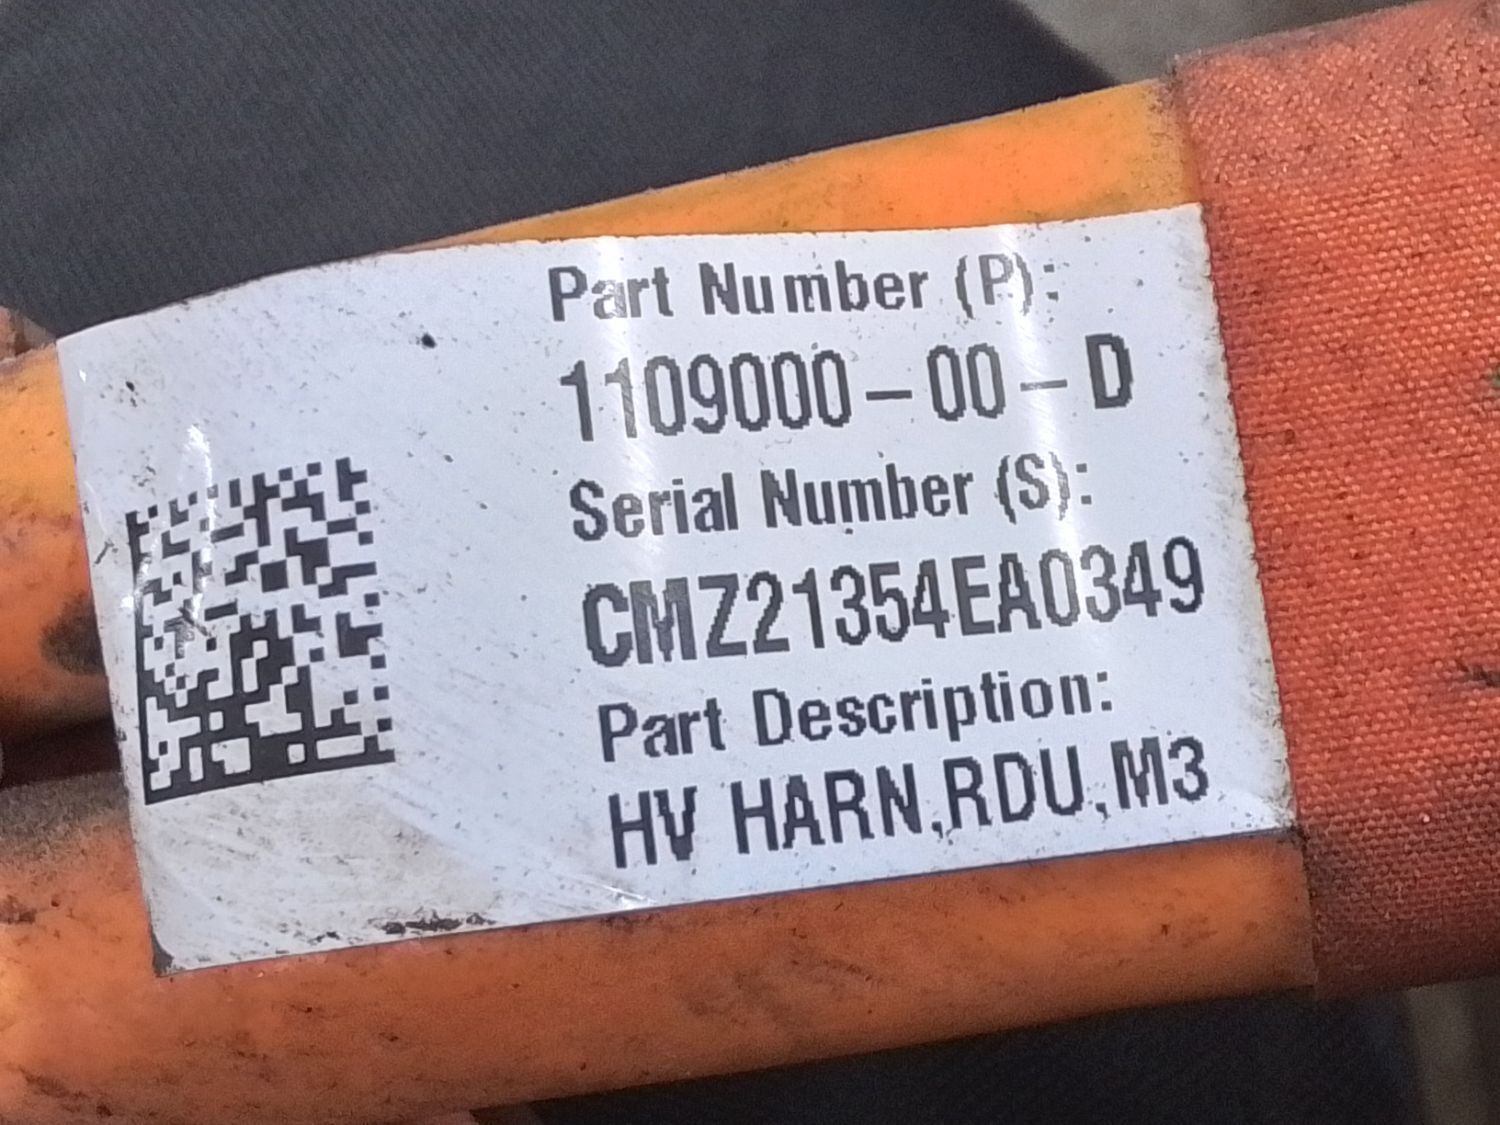 Part Number (P):
1109000-00-D
Serial Number (S):
CMZ21354EA0349
Part Description:
HV HARN,RDU,M3